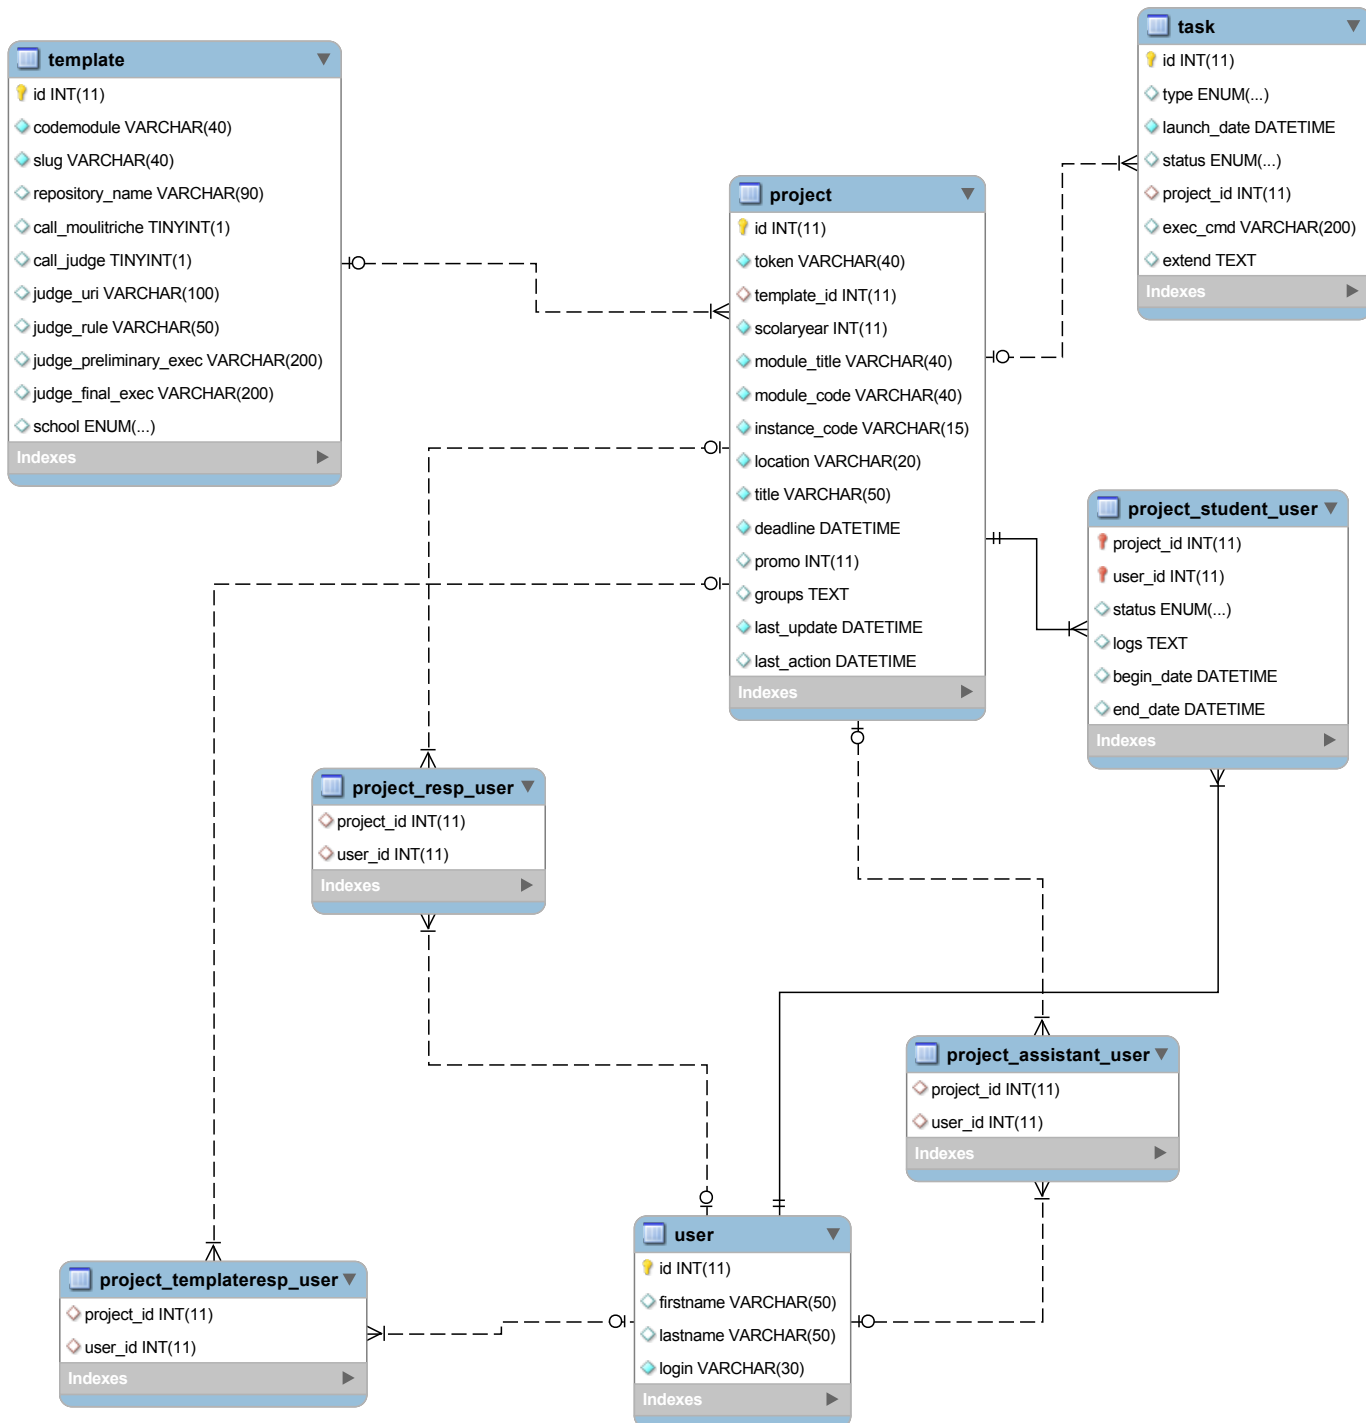 template
id INT(11)
codemodule VARCHAR(40)
slug VARCHAR(40)
repository_name VARCHAR(90)
call_moulitriche TINYINT(1)
call_judge TINYINT(1)
judge_uri VARCHAR(100)
judge_rule VARCHAR(50)
judge_preliminary_exec VARCHAR(200)
judge_final_exec VARCHAR(200)
school ENUM(...)
Indexes
task
id INT(11)
type ENUM(...)
launch_date DATETIME
status ENUM(...)
project_id INT(11)
exec_cmd VARCHAR(200)
extend TEXT
Indexes
project
id INT(11)
token VARCHAR(40)
template_id INT(11)
scolaryear INT(11)
module_title VARCHAR(40)
module_code VARCHAR(40)
instance_code VARCHAR(15)
location VARCHAR(20)
title VARCHAR(50)
deadline DATETIME
promo INT(11)
groups TEXT
last_update DATETIME
last_action DATETIME
Indexes
project_student_user
project_id INT(11)
user_id INT(11)
status ENUM(...)
logs TEXT
begin_date DATETIME
end_date DATETIME
Indexes
project_resp_user
project_id INT(11)
user_id INT(11)
Indexes
project_assistant_user
project_id INT(11)
user_id INT(11)
Indexes
project_templateresp_user
project_id INT(11)
user_id INT(11)
Indexes
user
id INT(11)
firstname VARCHAR(50)
lastname VARCHAR(50)
login VARCHAR(30)
Indexes